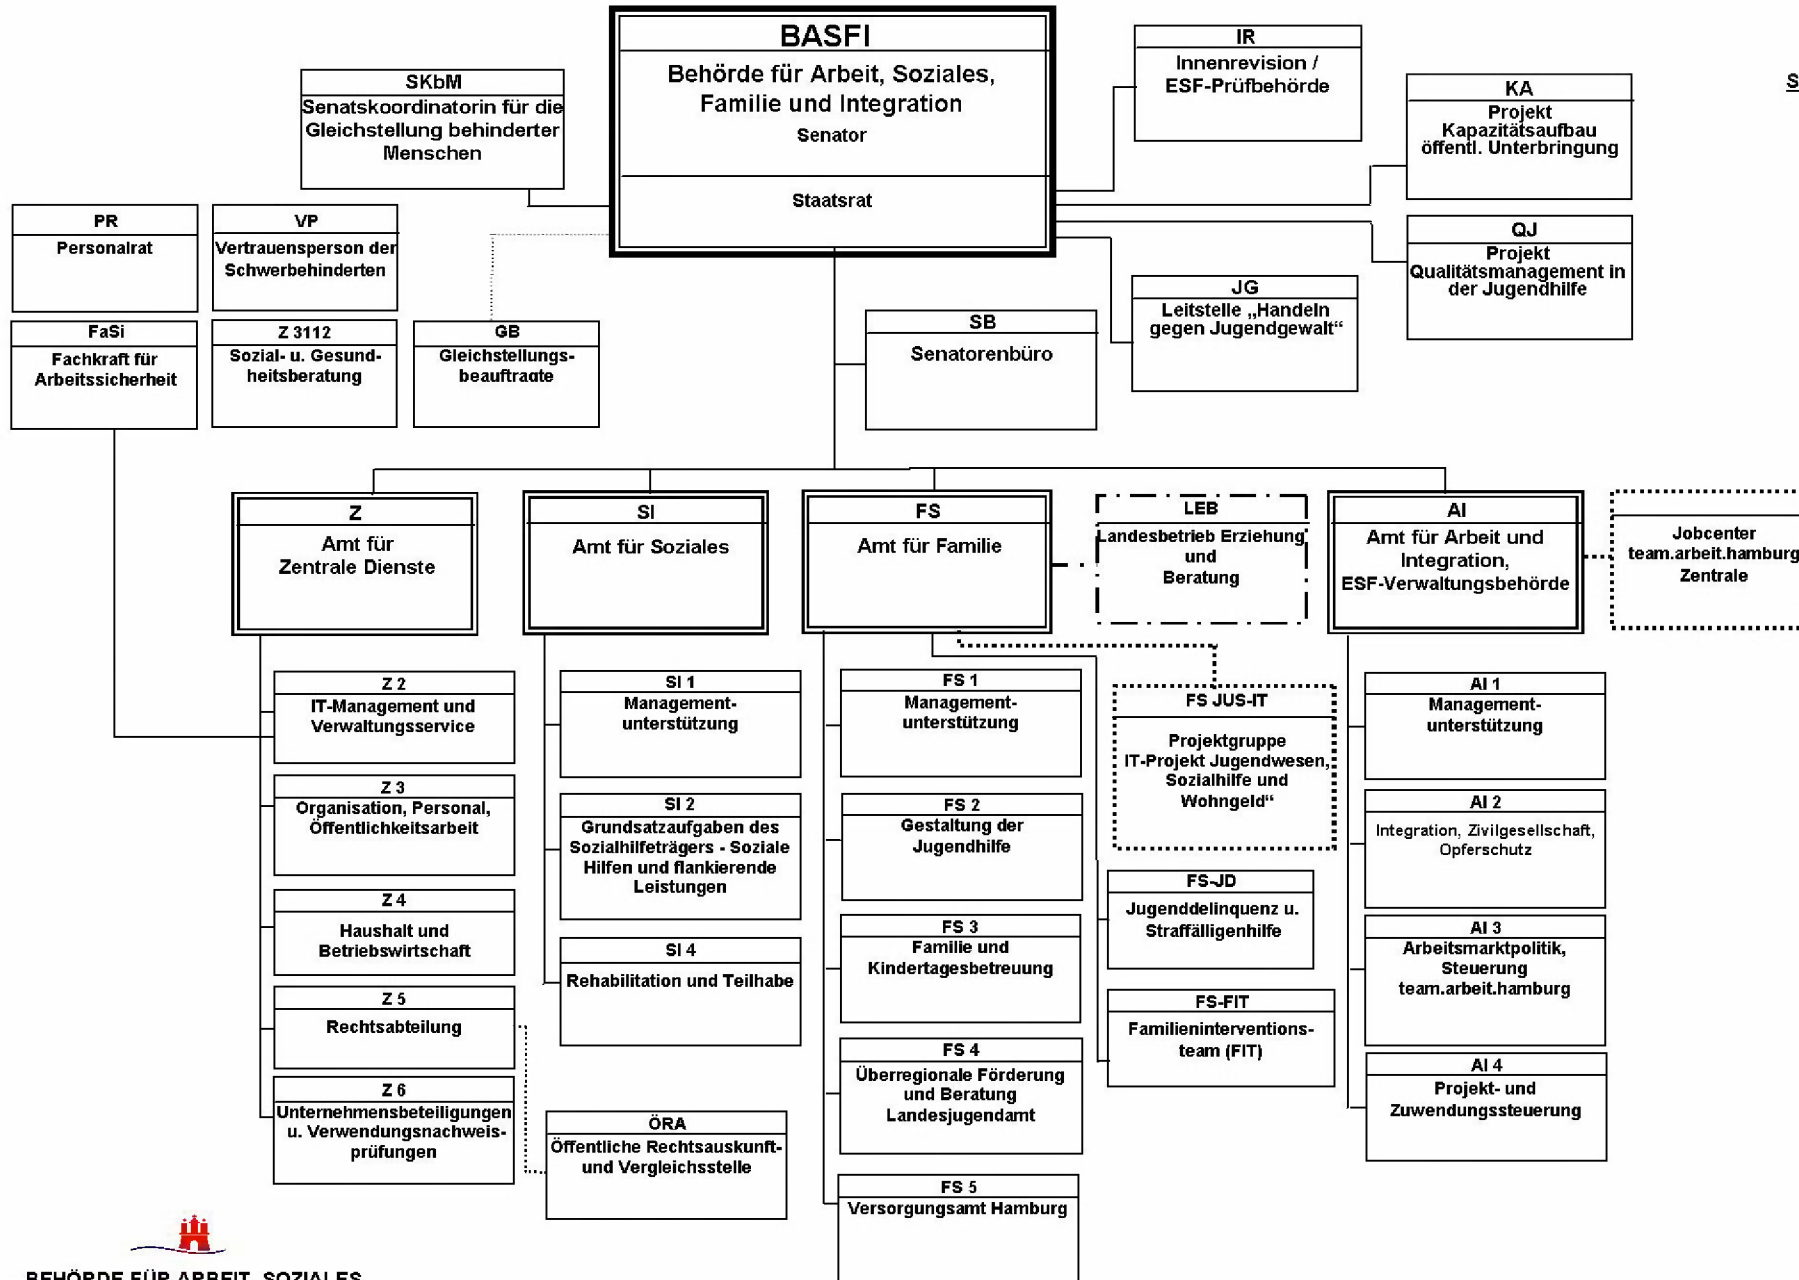 BASFI
Behörde für Arbeit, Soziales,
Familie und Integration
Senator
Staatsrat
SKbM
Senatskoordinatorin für die
Gleichstellung behinderter
Menschen
IR
Innenrevision /
ESF-Prüfbehörde
KA
Projekt
Kapazitätsaufbau
öffentl. Unterbringung
QJ
Projekt
Qualitätsmanagement in
der Jugendhilfe
PR
Personalrat
VP
Vertrauensperson der
Schwerbehinderten
FaSi
Fachkraft für
Arbeitssicherheit
Z 3112
Sozial- u. Gesund-
heitsberatung
GB
Gleichstellungs-
beauftragte
SB
Senatorenbüro
JG
Leitstelle „Handeln
gegen Jugendgewalt“
Z
Amt für
Zentrale Dienste
SI
Amt für Soziales
FS
Amt für Familie
LEB
Landesbetrieb Erziehung
und
Beratung
AI
Amt für Arbeit und
Integration,
ESF-Verwaltungsbehörde
Jobcenter
team.arbeit.hamburg
Zentrale
Z 2
IT-Management und
Verwaltungsservice
Z 3
Organisation, Personal,
Öffentlichkeitsarbeit
Z 4
Haushalt und
Betriebswirtschaft
Z 5
Rechtsabteilung
Z 6
Unternehmensbeteiligungen
u. Verwendungsnachweis-
prüfungen
SI 1
Management-
unterstützung
SI 2
Grundsatzaufgaben des
Sozialhilfeträgers - Soziale
Hilfen und flankierende
Leistungen
SI 4
Rehabilitation und Teilhabe
ÖRA
Öffentliche Rechtsauskunft-
und Vergleichsstelle
FS 1
Management-
unterstützung
FS 2
Gestaltung der
Jugendhilfe
FS 3
Familie und
Kindertagesbetreuung
FS 4
Überregionale Förderung
und Beratung
Landesjugendamt
FS 5
Versorgungsamt Hamburg
FS JUS-IT
Projektgruppe
IT-Projekt Jugendwesen,
Sozialhilfe und
Wohngeld“
FS-JD
Jugenddelinquenz u.
Straffälligenhilfe
FS-FIT
Familieninterventions-
team (FIT)
AI 1
Management-
unterstützung
AI 2
Integration, Zivilgesellschaft,
Opferschutz
AI 3
Arbeitsmarktpolitik,
Steuerung
team.arbeit.hamburg
AI 4
Projekt- und
Zuwendungssteuerung
BEHÖRDE FÜR ARBEIT, SOZIALES